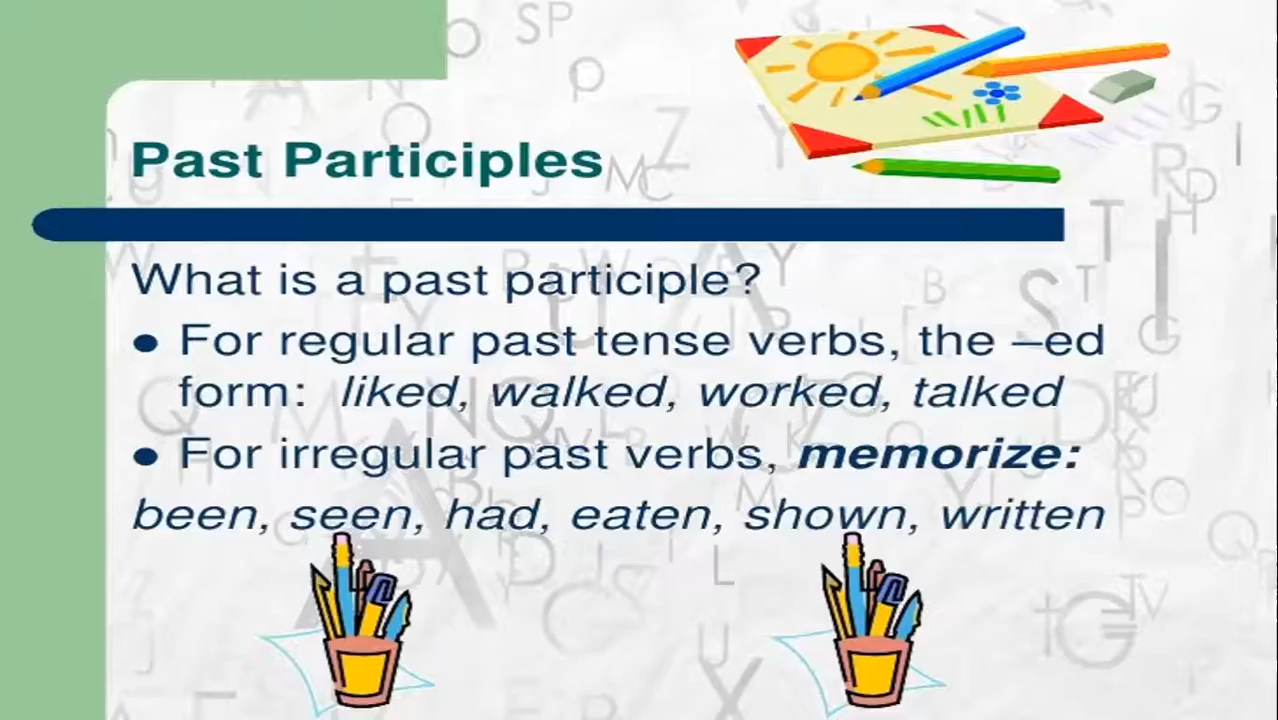 Past Participles
What is a past participle?
● For regular past tense verbs, the –ed
form: liked, walked, worked, talked
● For irregular past verbs, memorize:
been, seen, had, eaten, shown, written